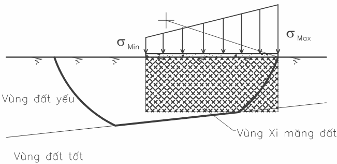 σMin
σMax
Vùng đất yếu
Vùng Xi măng đất
Vùng đất tốt